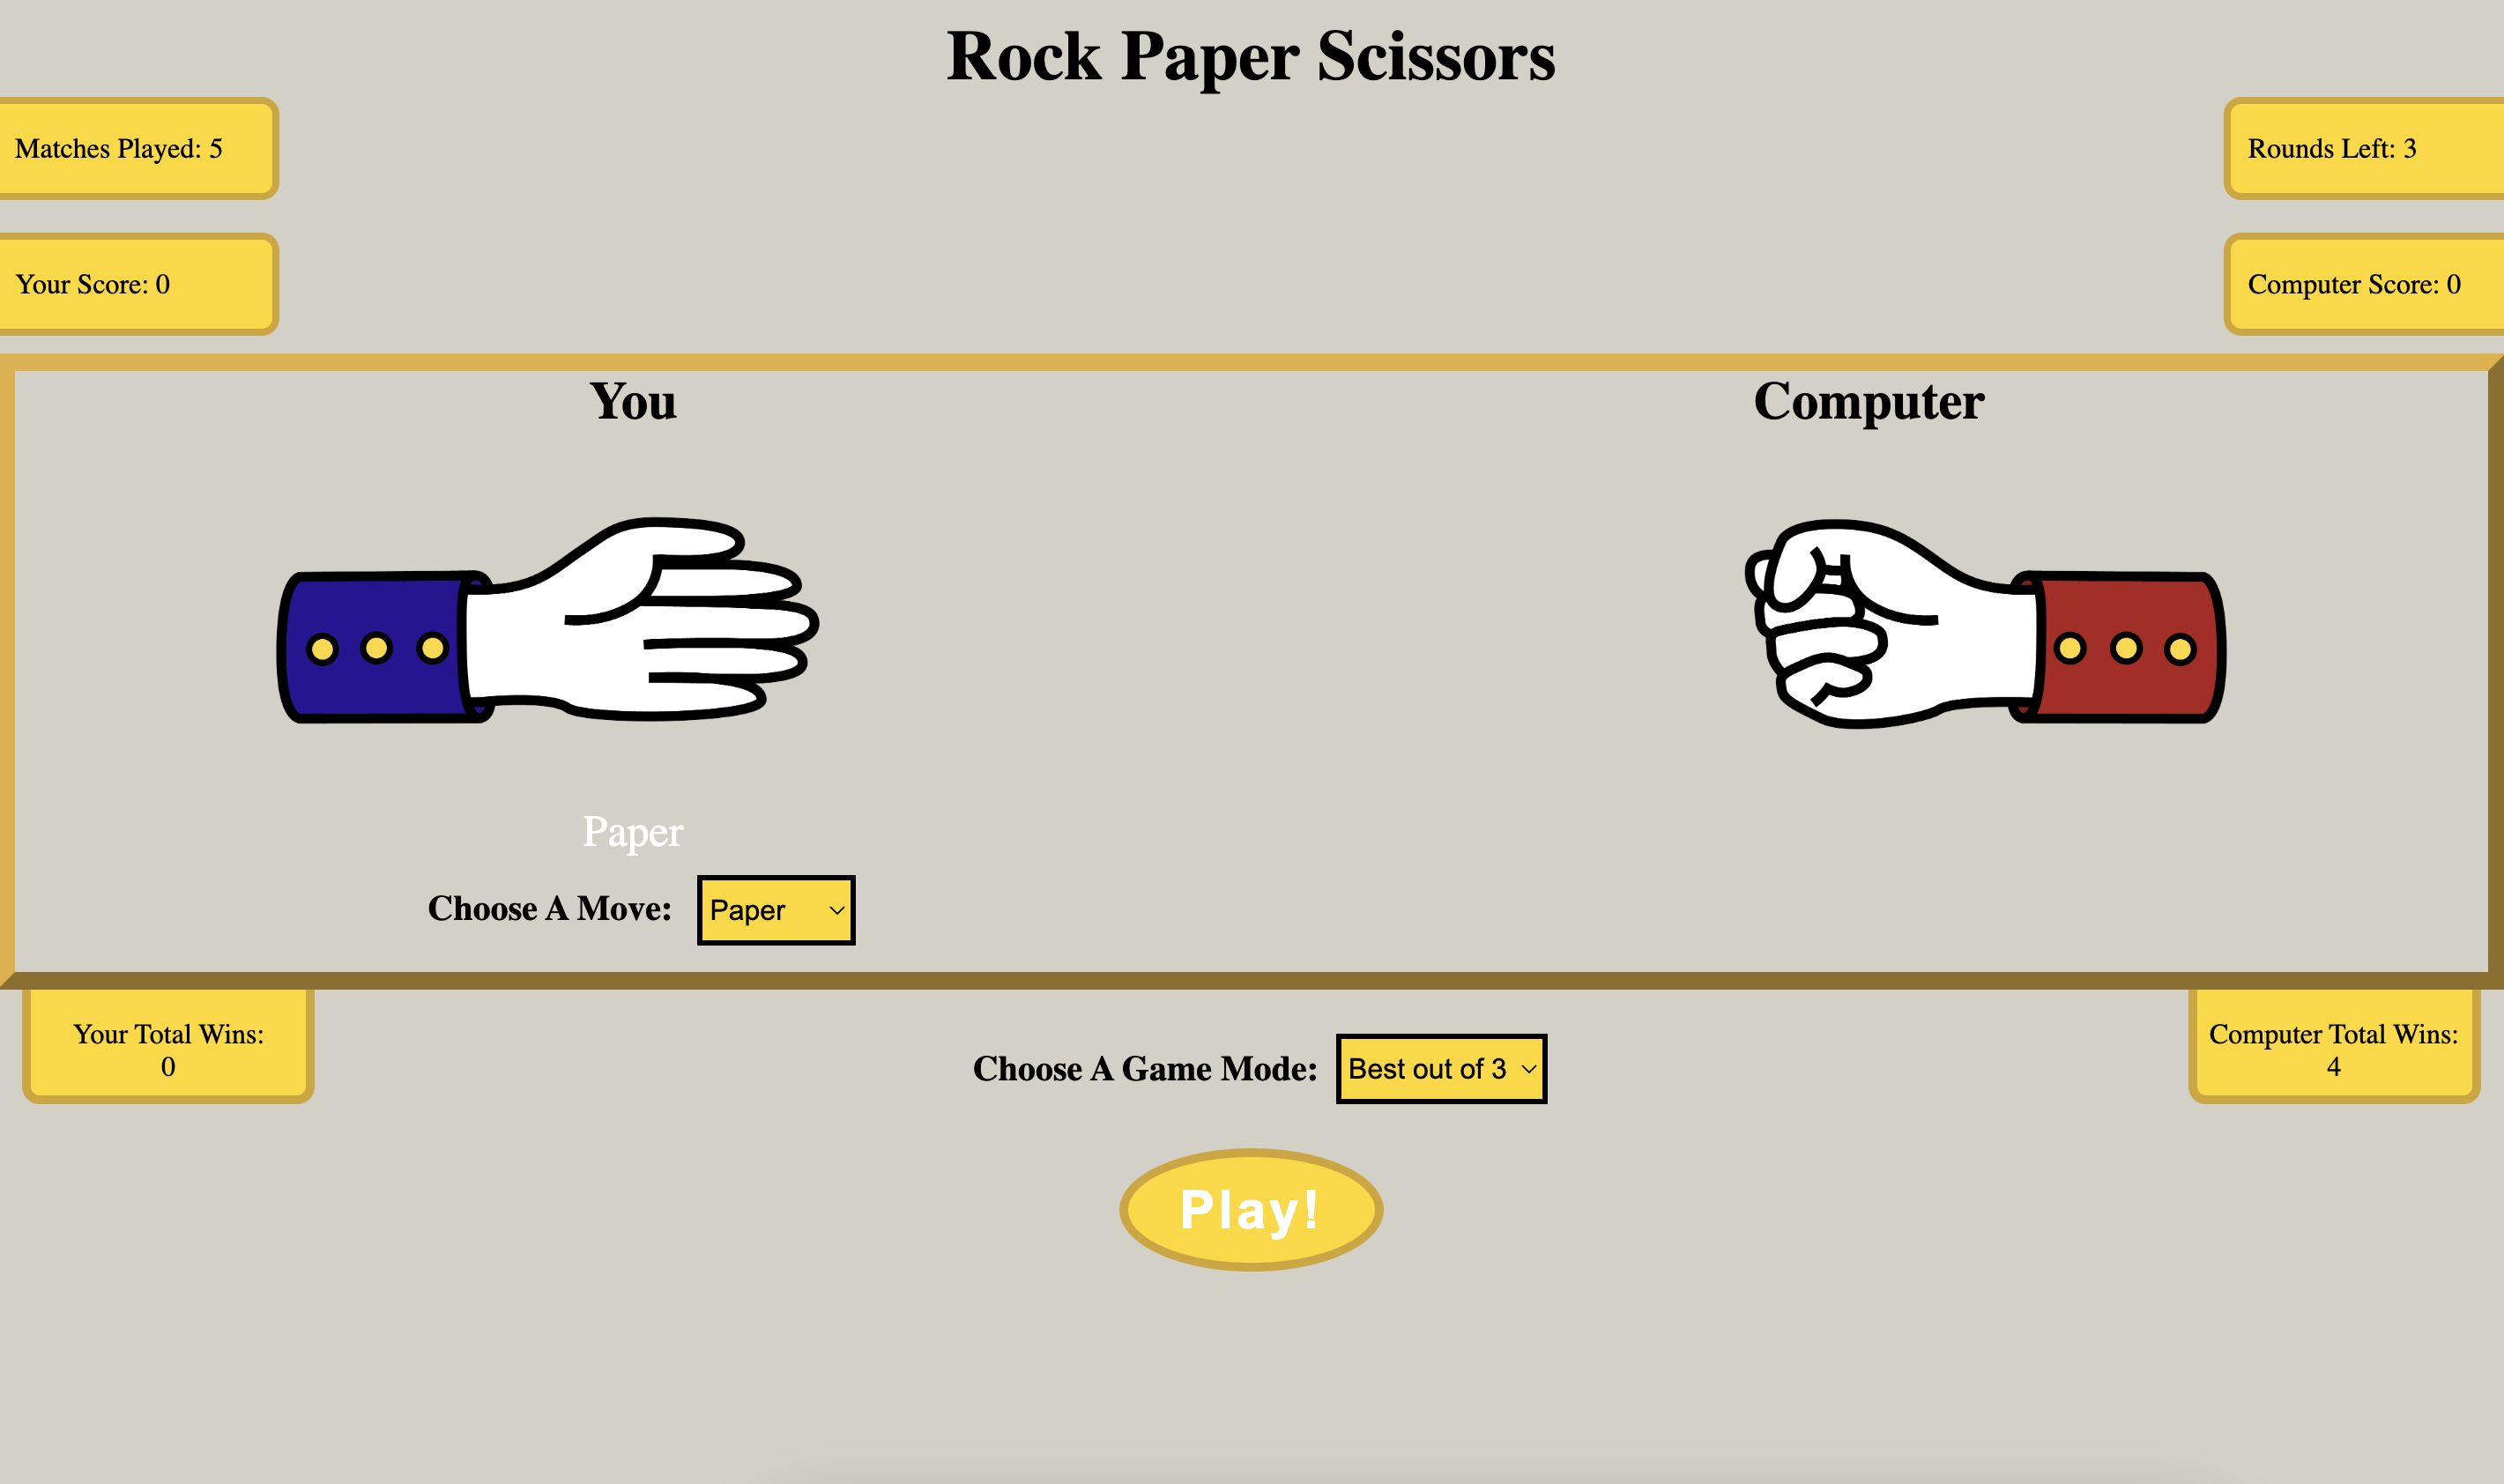 Rock Paper Scissors
Matches Played: 5
Rounds Left: 3
Your Score: 0
Computer Score: 0
You
Computer
Paper
Choose A Move:
Paper
Your Total Wins:
0
Choose A Game Mode:
Best out of 3
Computer Total Wins:
4
Play!